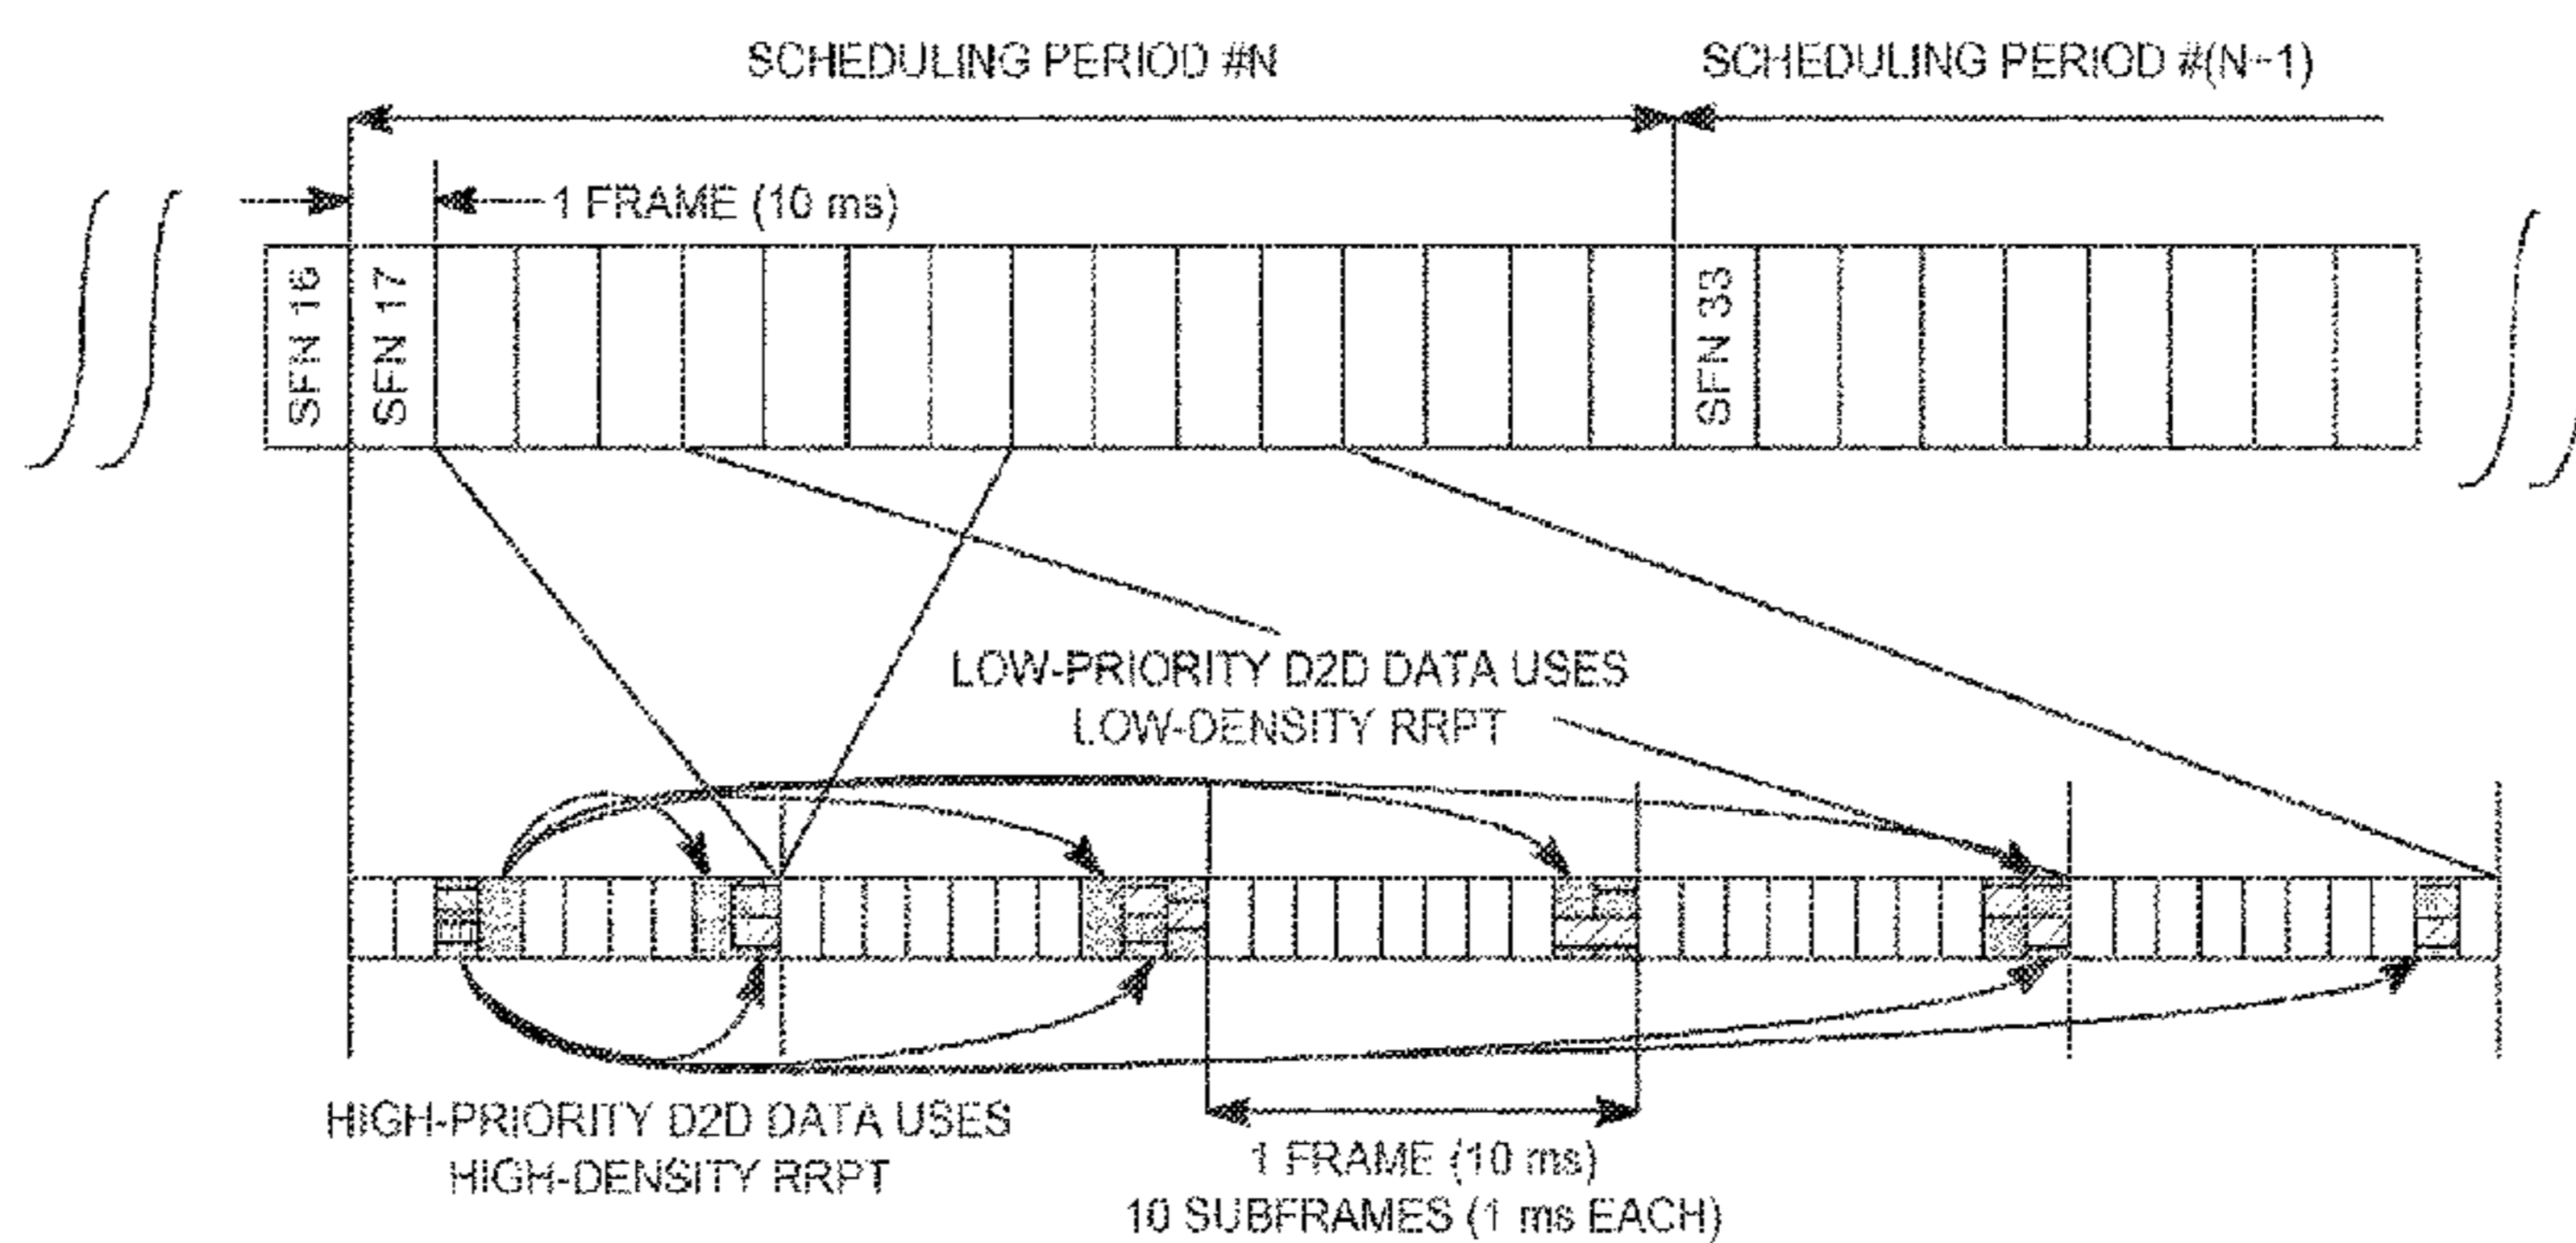 SCHEDULING PERIOD #N
SCHEDULING PERIOD #(N+1)
1 FRAME (10 ms)
SFN 16
SFN 17
SFN 33
LOW-PRIORITY D2D DATA USES
LOW-DENSITY RRPT
HIGH-PRIORITY D2D DATA USES
HIGH-DENSITY RRPT
1 FRAME (10 ms)
10 SUBFRAMES (1 ms EACH)